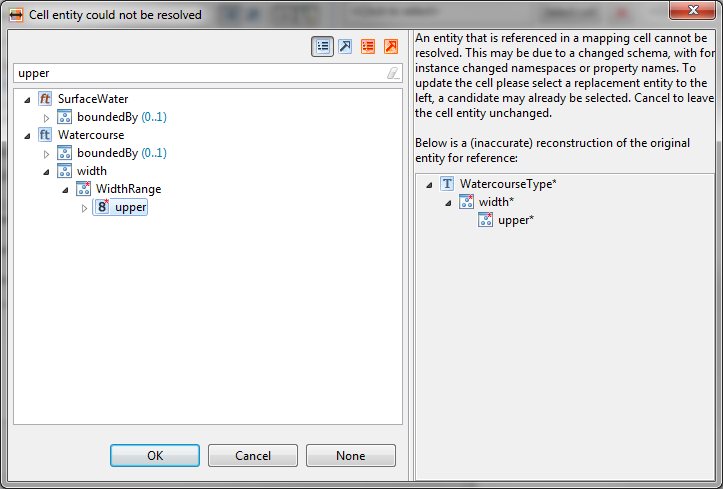 Cell entity could not be resolved
upper
ft SurfaceWater
boundedBy (0..1)
ft Watercourse
boundedBy (0..1)
width
WidthRange
8 upper
OK Cancel None
An entity that is referenced in a mapping cell cannot be
resolved. This may be due to a changed schema, with for
instance changed namespaces or property names. To
update the cell please select a replacement entity to the
left, a candidate may already be selected. Cancel to leave
the cell entity unchanged.
Below is a (inaccurate) reconstruction of the original
entity for reference:
T WatercourseType*
width*
upper*